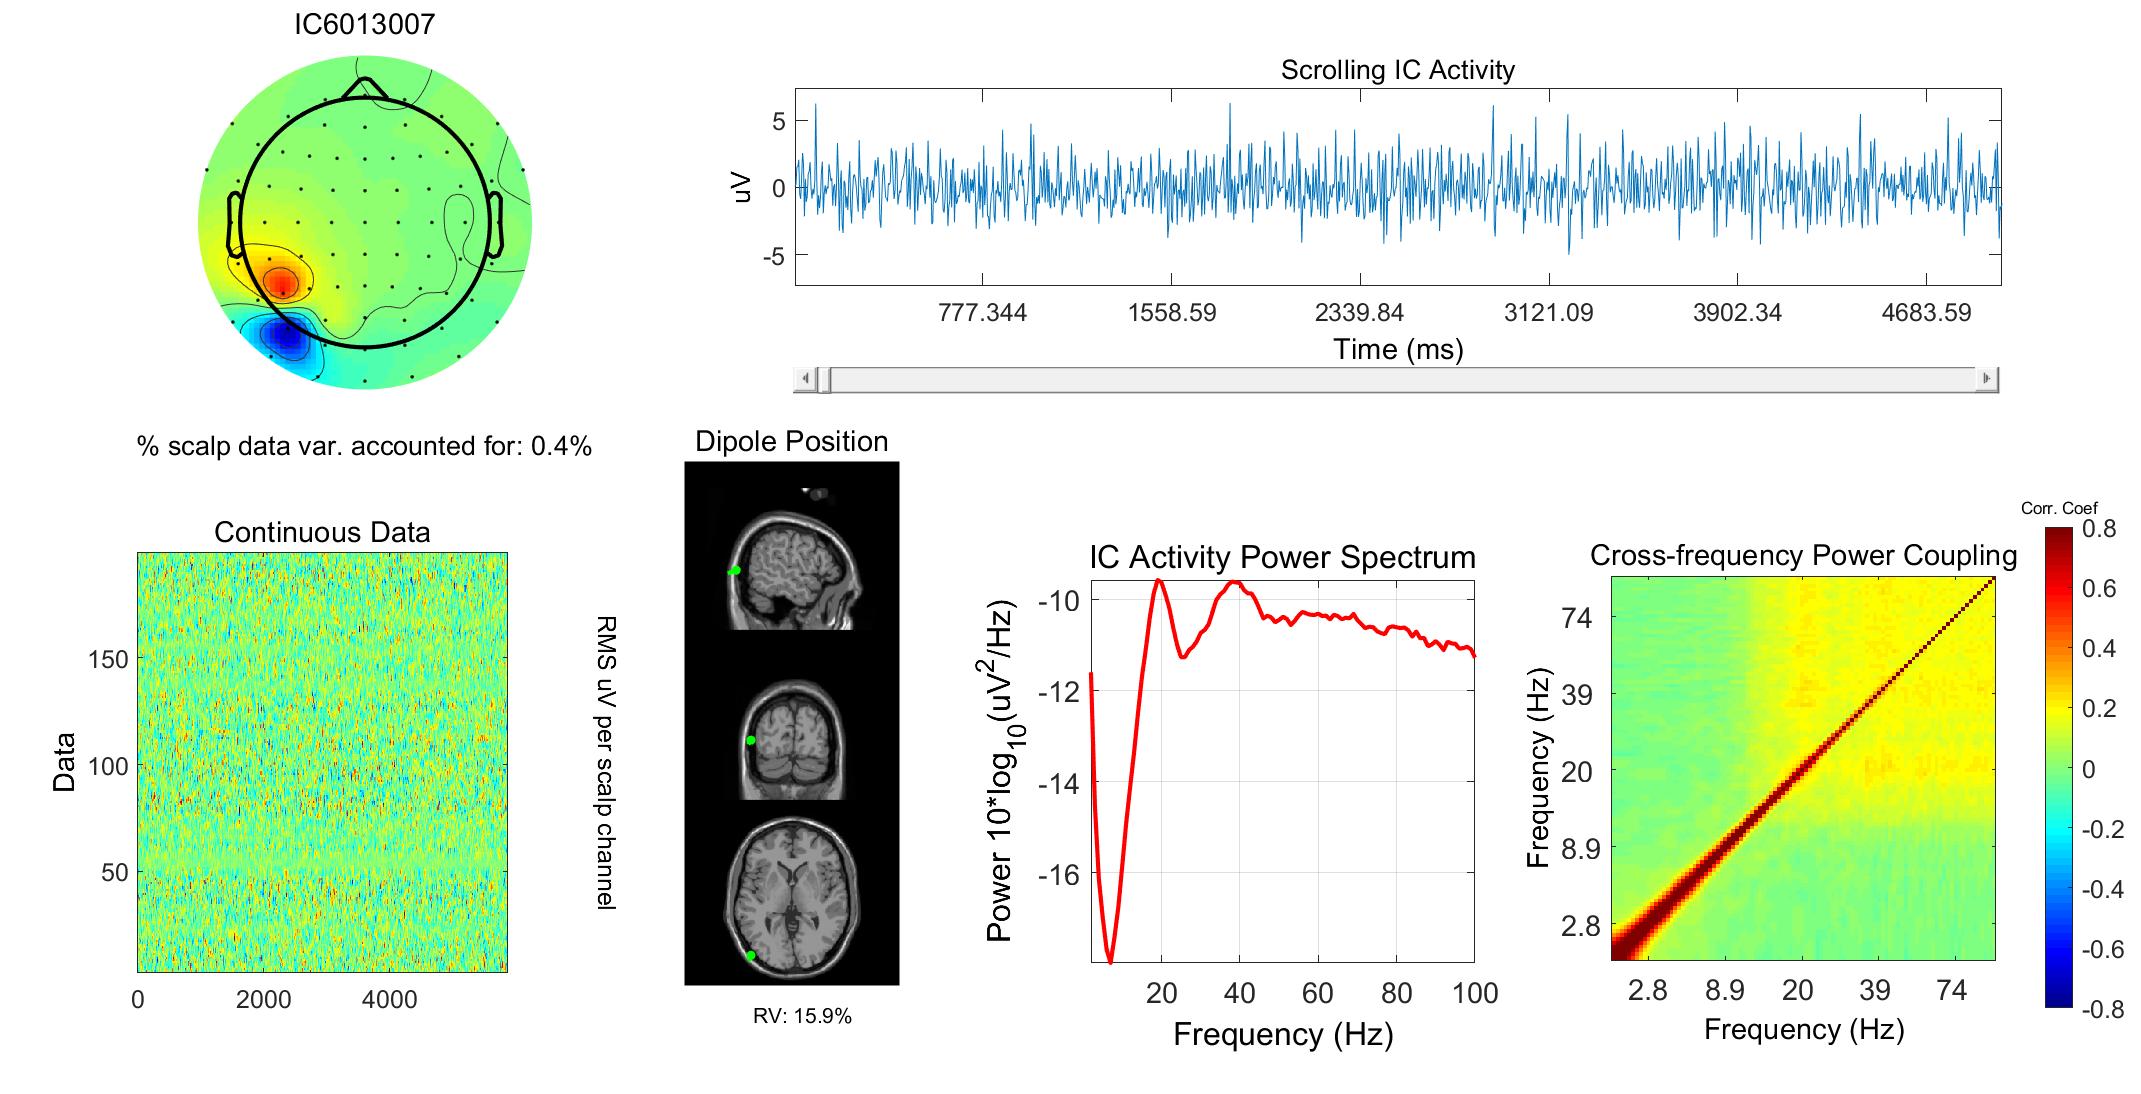 IC6013007
Scrolling IC Activity
uV
5
0
-5
777.344
1558.59
2339.84
3121.09
3902.34
4683.59
Time (ms)
% scalp data var. accounted for: 0.4%
Continuous Data
Data
150
100
50
0
2000
4000
RMS uV per scalp channel
Dipole Position
RV: 15.9%
IC Activity Power Spectrum
Power 10*log10(uV2/Hz)
-10
-12
-14
-16
20
40
60
80
100
Frequency (Hz)
Cross-frequency Power Coupling
Frequency (Hz)
74
39
20
8.9
2.8
2.8
8.9
20
39
74
Frequency (Hz)
Corr. Coef
0.8
0.6
0.4
0.2
0
-0.2
-0.4
-0.6
-0.8